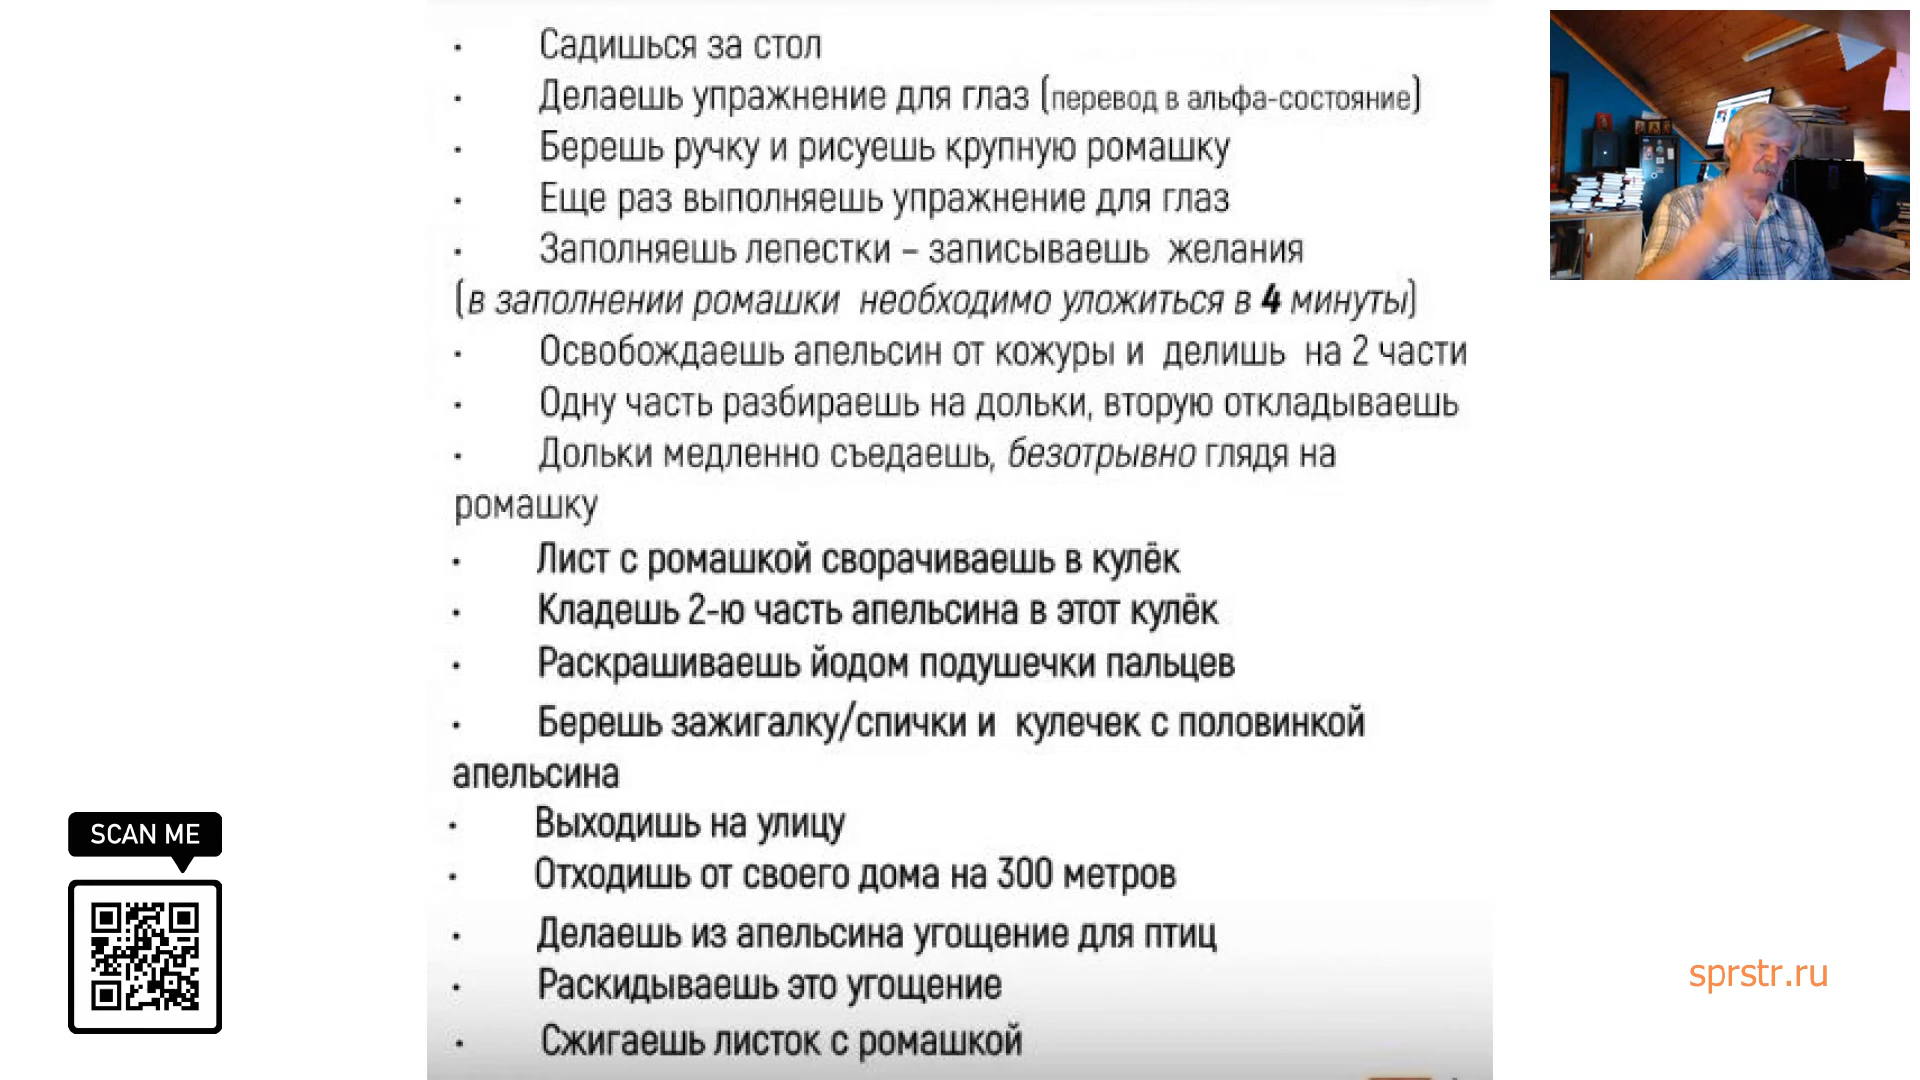 • Садишься за стол
• Делаешь упражнение для глаз (перевод в альфа-состояние)
• Берешь ручку и рисуешь крупную ромашку
• Еще раз выполняешь упражнение для глаз
• Заполняешь лепестки – записываешь желания
(в заполнении ромашки необходимо уложиться в 4 минуты)
• Освобождаешь апельсин от кожуры и делишь на 2 части
• Одну часть разбираешь на дольки, вторую откладываешь
• Дольки медленно съедаешь, безотрывно глядя на
ромашку
• Лист с ромашкой сворачиваешь в кулёк
• Кладешь 2-ю часть апельсина в этот кулёк
• Раскрашиваешь йодом подушечки пальцев
• Берешь зажигалку/спички и кулечек с половинкой
апельсина
• Выходишь на улицу
• Отходишь от своего дома на 300 метров
• Делаешь из апельсина угощение для птиц
• Раскидываешь это угощение
• Сжигаешь листок с ромашкой
SCAN ME
sprstr.ru